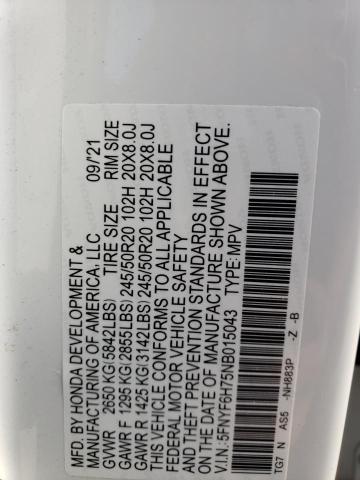 MFD. BY HONDA DEVELOPMENT &
MANUFACTURING OF AMERICA, LLC 09/'21
GVWR 2650 KG(5842LBS) TIRE SIZE RIM SIZE
GAWR F 1295 KG(2855LBS) 245/50R20 102H 20X8.0J
GAWR R 1425 KG(3142LBS) 245/50R20 102H 20X8.0J
THIS VEHICLE CONFORMS TO ALL APPLICABLE
FEDERAL MOTOR VEHICLE SAFETY
AND THEFT PREVENTION STANDARDS IN EFFECT
ON THE DATE OF MANUFACTURE SHOWN ABOVE.
V.I.N.: 5FNYF6H75NB015043 TYPE: MPV
TG7 N AS5 -NH883P -Z -B